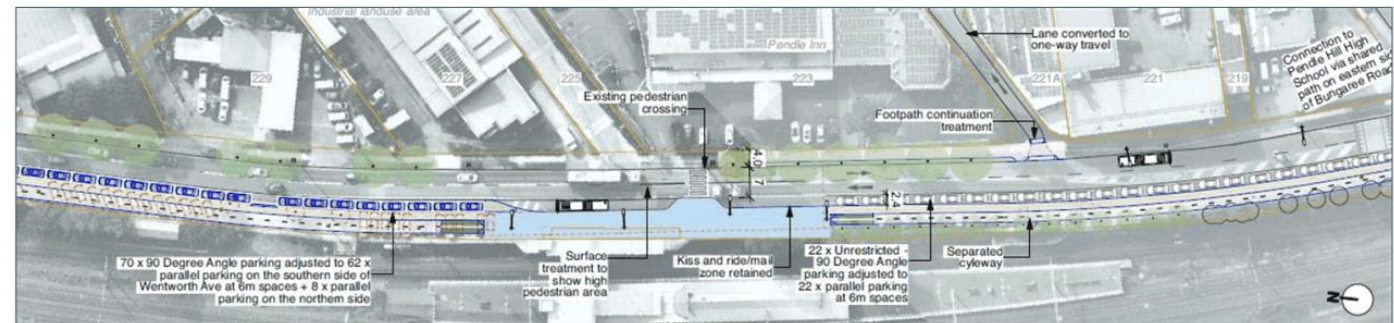 Industrial landuse area
229
227
225
Pendle Inn
223
221A
221
219
Lane converted to
one-way travel
Connection to
Pendle Hill High
School via shared
path on eastern sid
of Bungaree Road
Existing pedestrian
crossing
Footpath continuation
treatment
4.0
7
2.4
70 x 90 Degree Angle parking adjusted to 62 x
parallel parking on the southern side of
Wentworth Ave at 6m spaces + 8 x parallel
parking on the northern side
Surface
treatment to
show high
pedestrian area
Kiss and ride/mail
zone retained
22 x Unrestricted -
90 Degree Angle
parking adjusted to
22 x parallel parking
at 6m spaces
Separated
cyleway
N